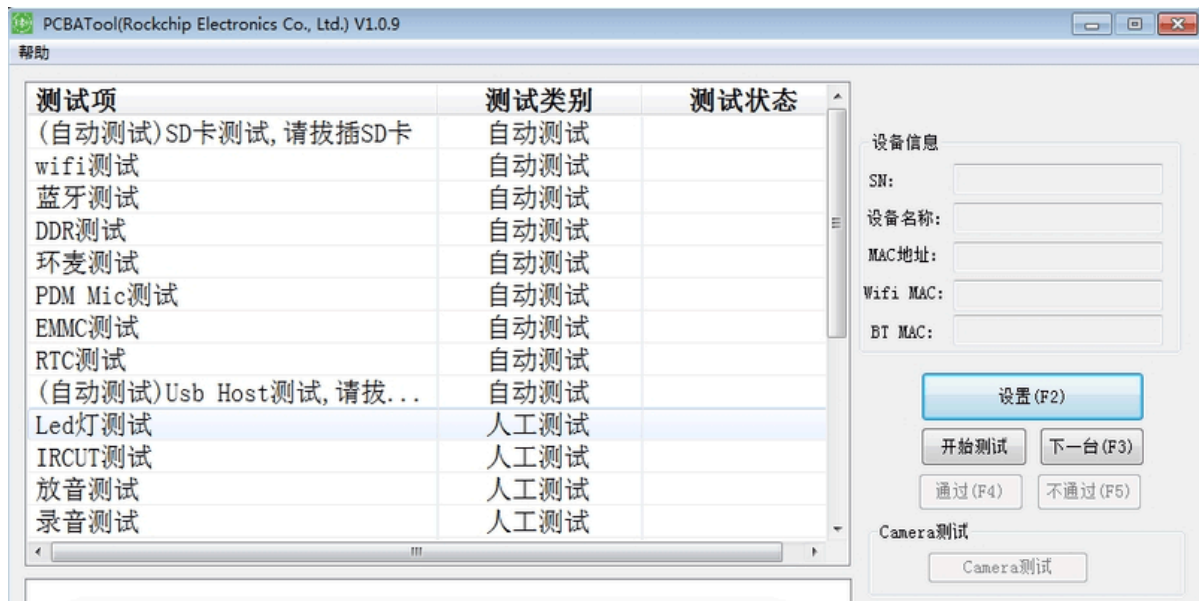 PCBATool(Rockchip Electronics Co., Ltd.) V1.0.9
帮助
测试项 测试类别 测试状态
(自动测试)SD卡测试,请拔插SD卡 自动测试
wifi测试 自动测试
蓝牙测试 自动测试
DDR测试 自动测试
环麦测试 自动测试
PDM Mic测试 自动测试
EMMC测试 自动测试
RTC测试 自动测试
(自动测试)Usb Host测试,请拔... 自动测试
Led灯测试 人工测试
IRCUT测试 人工测试
放音测试 人工测试
录音测试 人工测试
设备信息
SN:
设备名称:
MAC地址:
Wifi MAC:
BT MAC:
设置(F2)
开始测试 下一台(F3)
通过(F4) 不通过(F5)
Camera测试
Camera测试